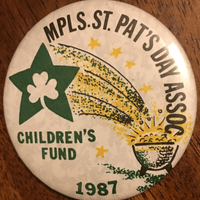 MPLS. ST. PAT'S DAY ASSOC
CHILDREN'S
FUND
1987